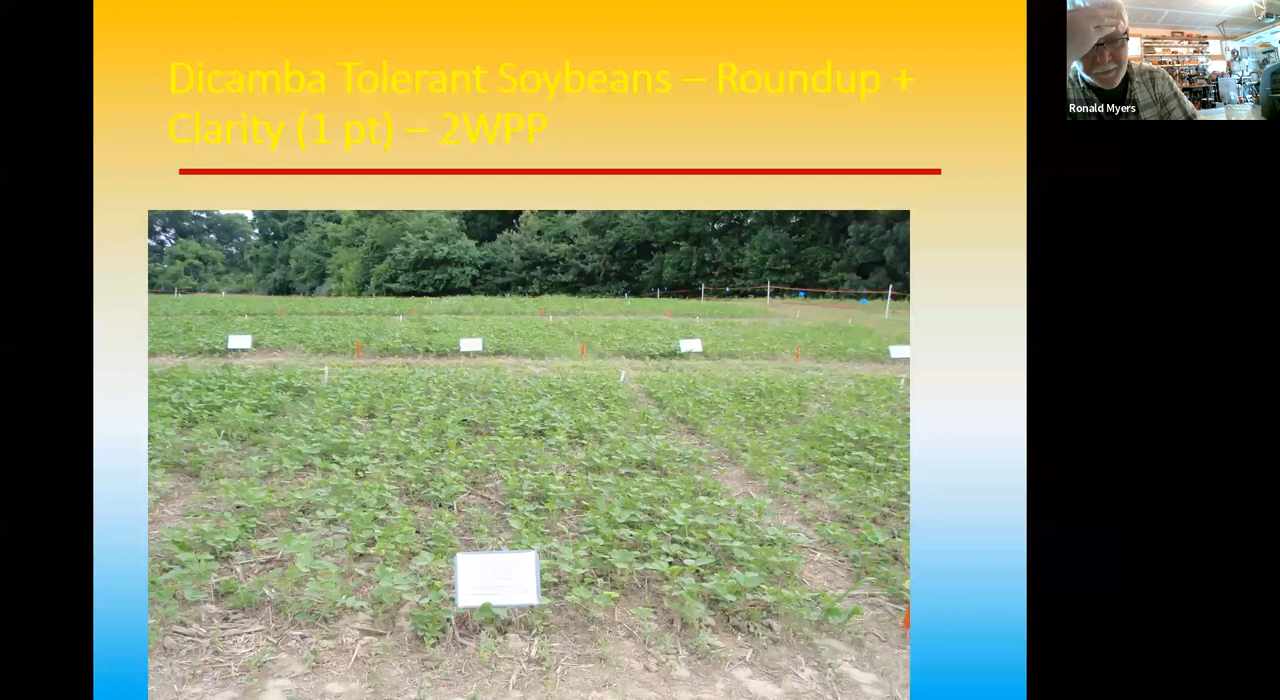 Dicamba Tolerant Soybeans – Roundup +
Clarity (1 pt) – 2WPP
Ronald Myers